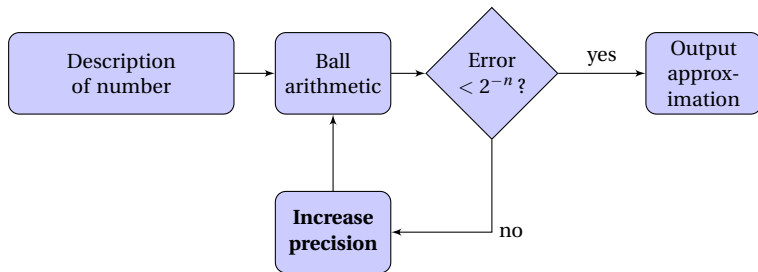 Description
of number
Ball
arithmetic
Error
< 2^{−n} ?
yes
Output
approx-
imation
Increase
precision
no